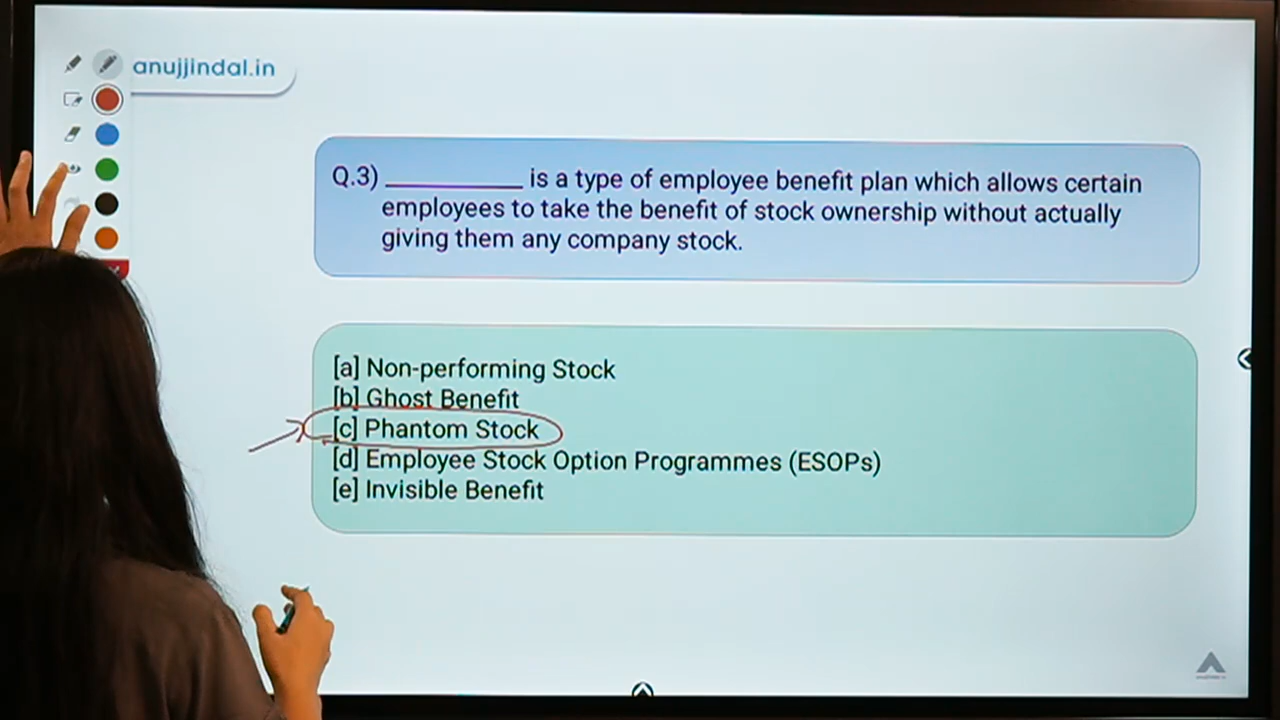 anujjindal.in
Q.3) __________ is a type of employee benefit plan which allows certain
employees to take the benefit of stock ownership without actually
giving them any company stock.
[a] Non-performing Stock
[b] Ghost Benefit
[c] Phantom Stock
[d] Employee Stock Option Programmes (ESOPs)
[e] Invisible Benefit